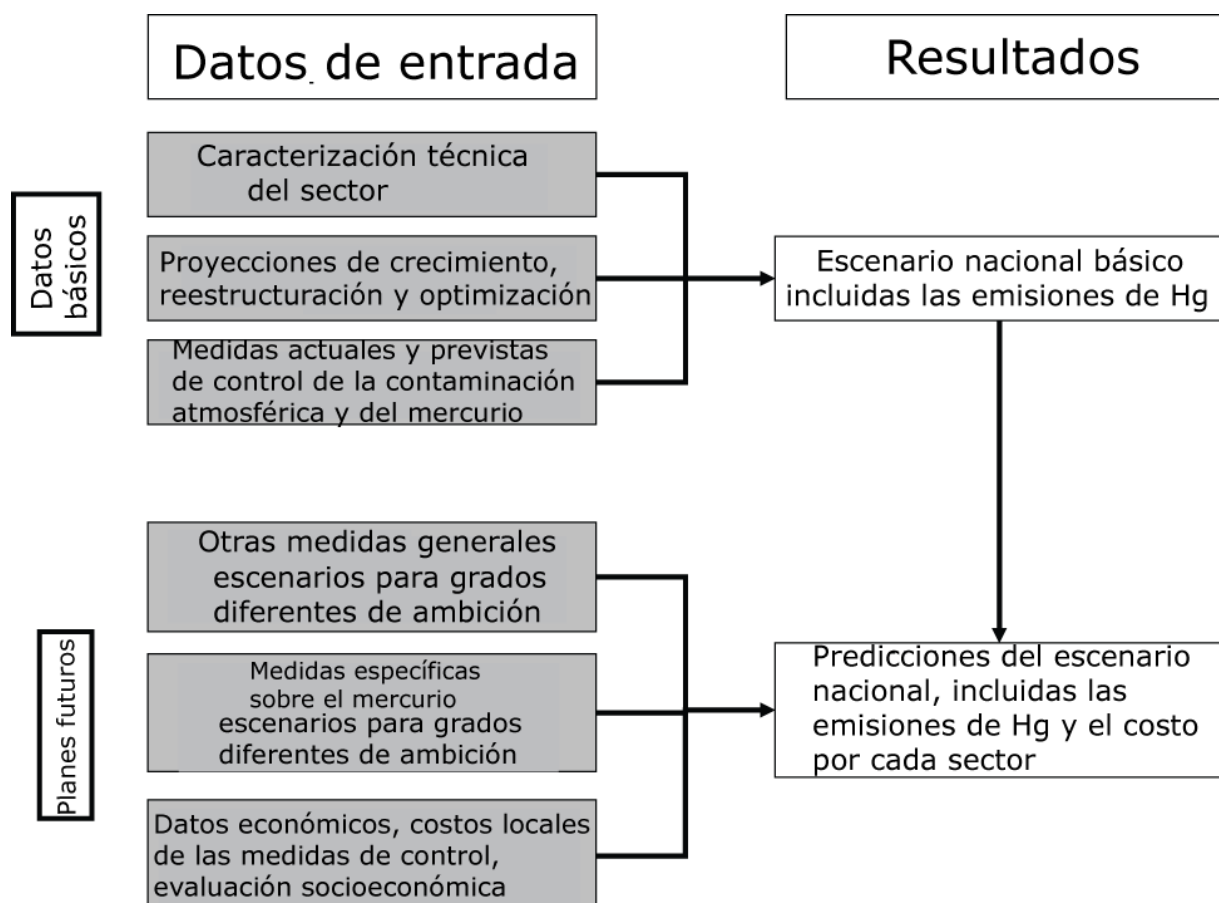 Datos de entrada
Resultados
Datos
básicos
Caracterización técnica
del sector
Proyecciones de crecimiento,
reestructuración y optimización
Medidas actuales y previstas
de control de la contaminación
atmosférica y del mercurio
Escenario nacional básico
incluidas las emisiones de Hg
Planes futuros
Otras medidas generales
escenarios para grados
diferentes de ambición
Medidas específicas
sobre el mercurio
escenarios para grados
diferentes de ambición
Datos económicos, costos locales
de las medidas de control,
evaluación socioeconómica
Predicciones del escenario
nacional, incluidas las
emisiones de Hg y el costo
por cada sector